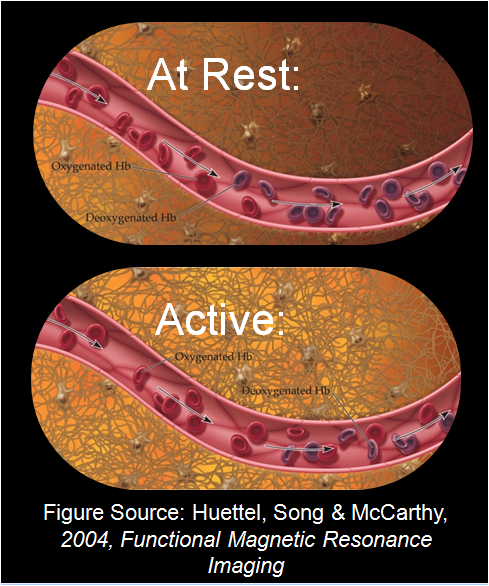 At Rest:
Oxygenated Hb
Deoxygenated Hb
Active:
Oxygenated Hb
Deoxygenated Hb
Figure Source: Huettel, Song & McCarthy,
2004, Functional Magnetic Resonance
Imaging